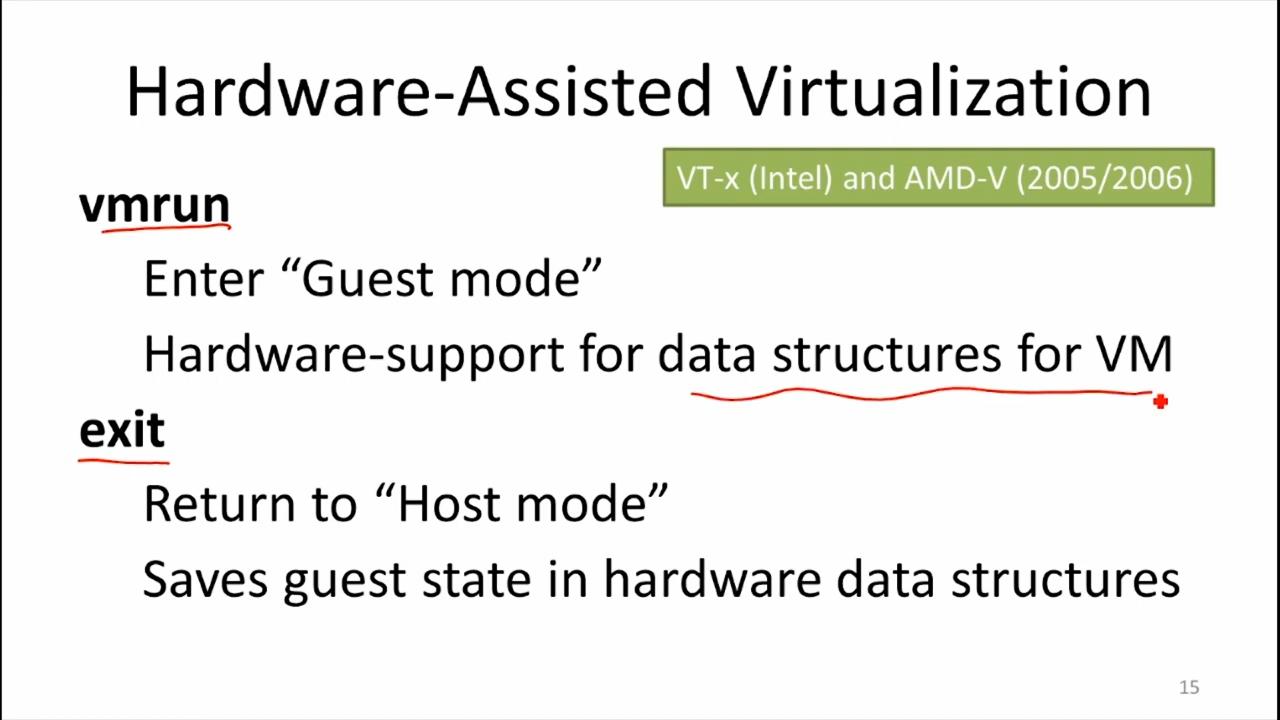 Hardware-Assisted Virtualization
VT-x (Intel) and AMD-V (2005/2006)
vmrun
Enter “Guest mode”
Hardware-support for data structures for VM
exit
Return to “Host mode”
Saves guest state in hardware data structures
15